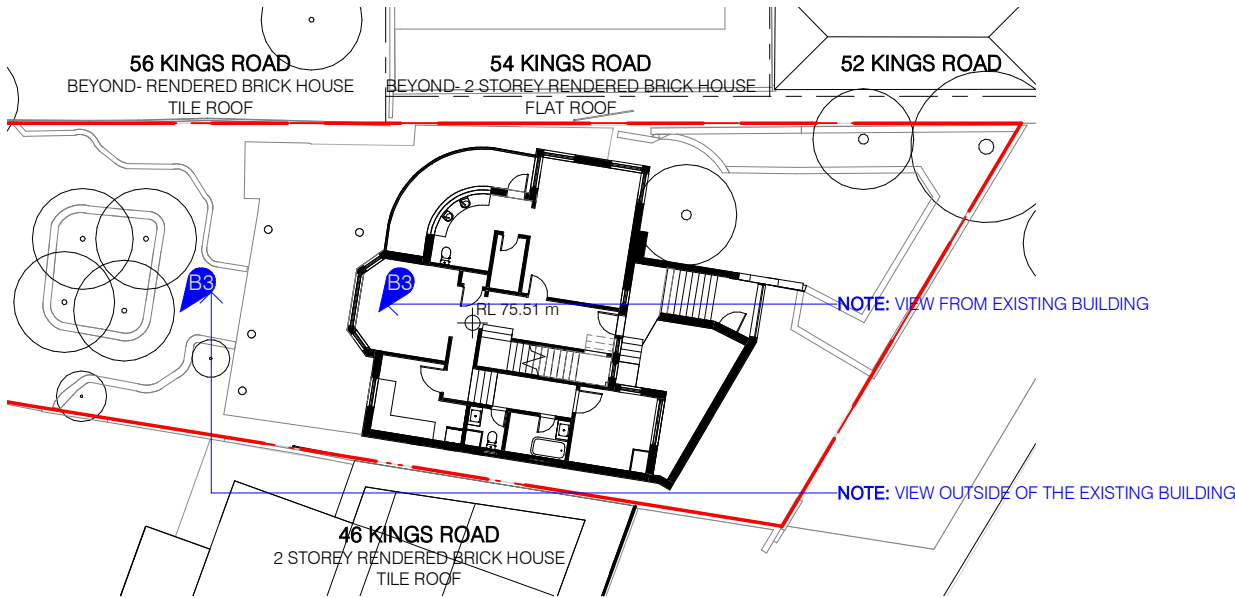 56 KINGS ROAD
BEYOND- RENDERED BRICK HOUSE
TILE ROOF
54 KINGS ROAD
BEYOND- 2 STOREY RENDERED BRICK HOUSE
FLAT ROOF
52 KINGS ROAD
B3
B3
RL 75.51 m
NOTE: VIEW FROM EXISTING BUILDING
NOTE: VIEW OUTSIDE OF THE EXISTING BUILDING
46 KINGS ROAD
2 STOREY RENDERED BRICK HOUSE
TILE ROOF